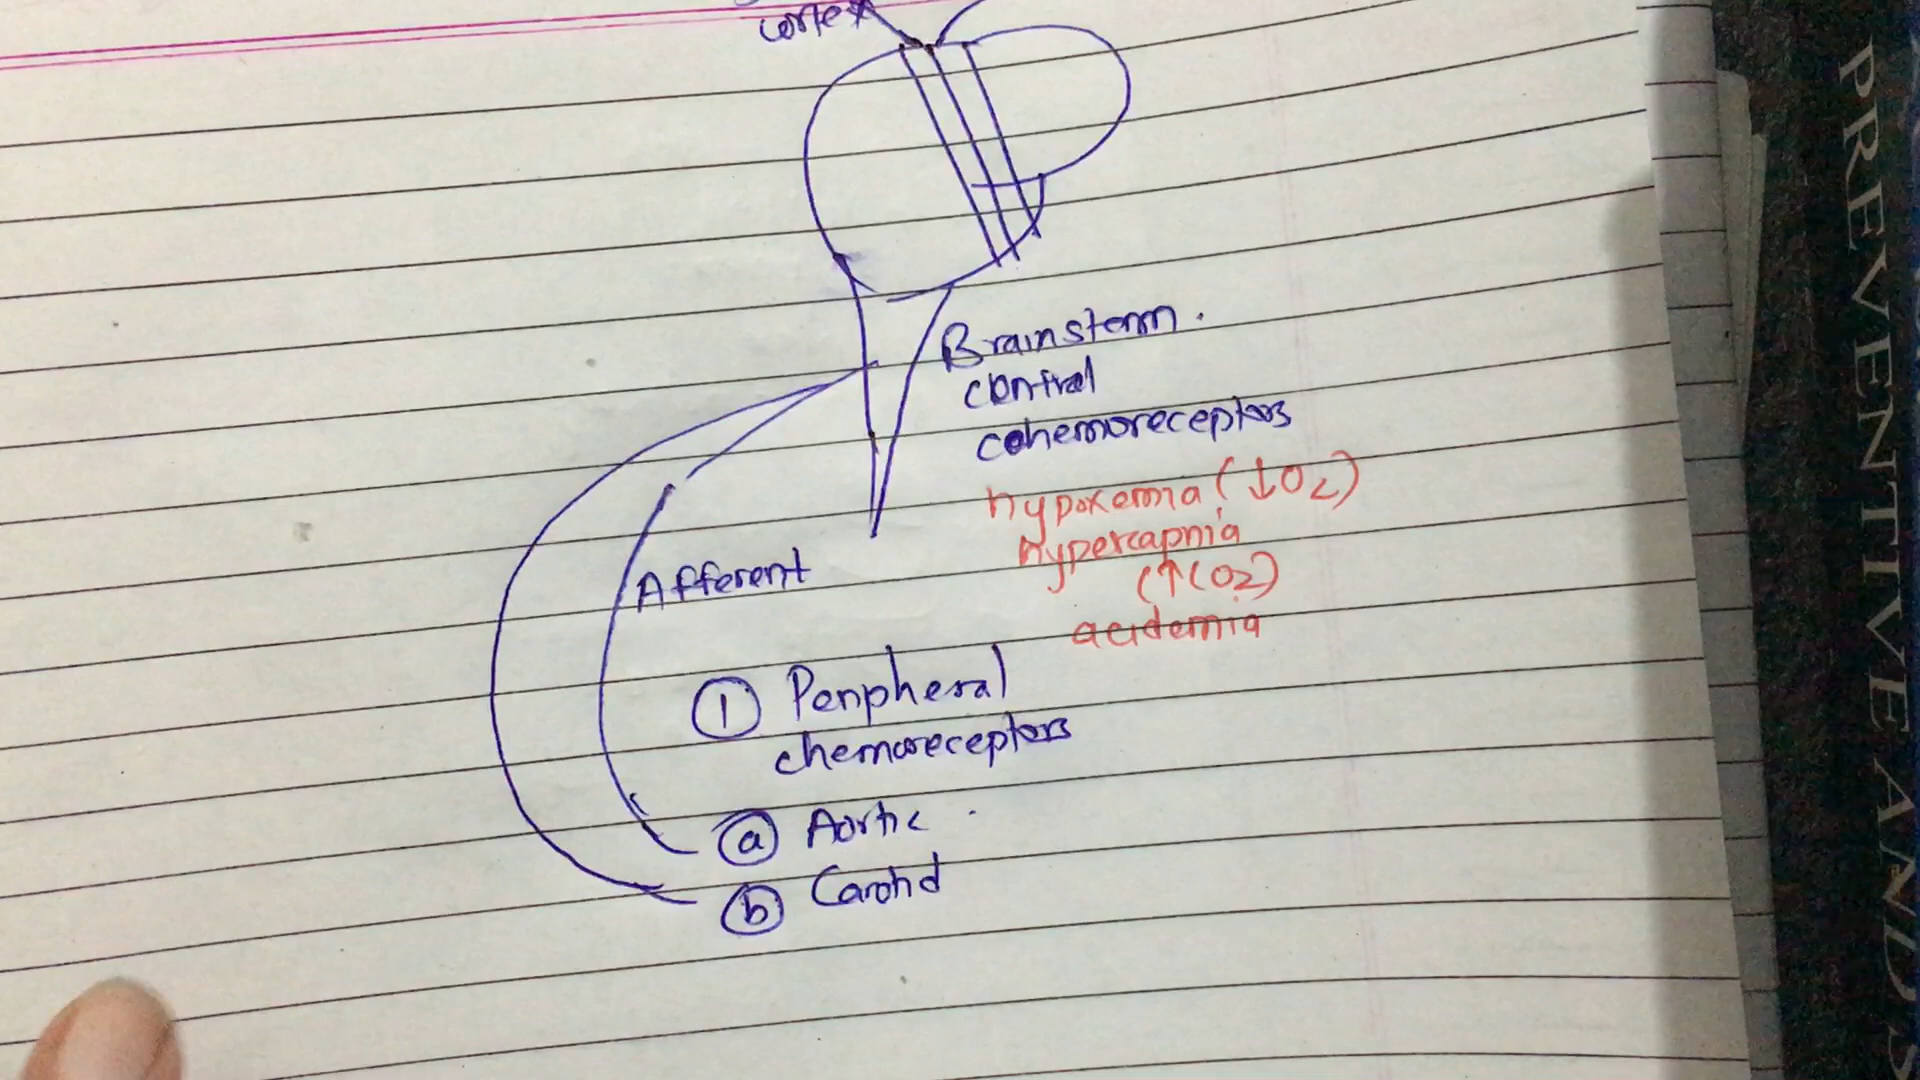 cortex
Brainstem.
central
chemoreceptors
hypoxemia (↓O2)
hypercapnia
(↑CO2)
acidemia
Afferent
① Peripheral
chemoreceptors
ⓐ Aortic
ⓑ Carotid
PREVENTIVE AND S